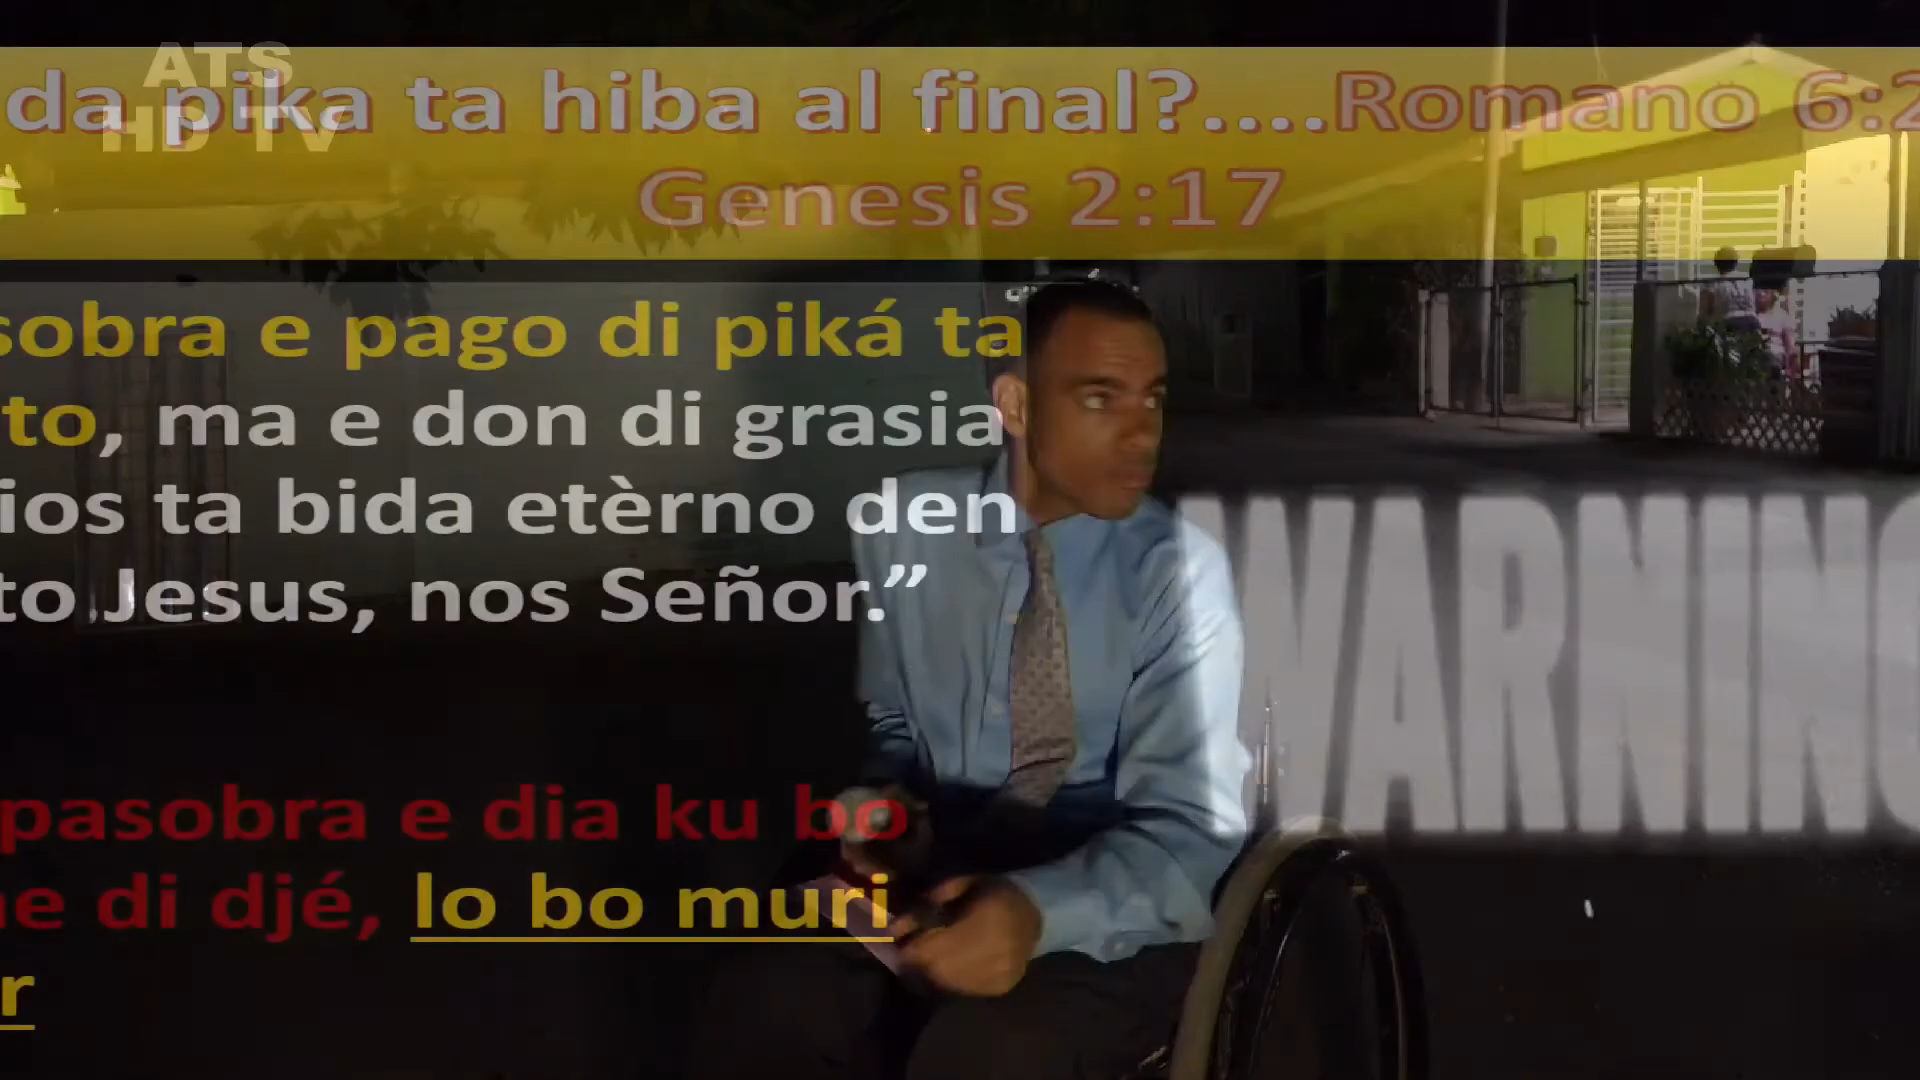 ATS
HD TV
da pika ta hiba al final?....Romano 6:2
Genesis 2:17
sobra e pago di piká ta
to, ma e don di grasia
ios ta bida etèrno den
to Jesus, nos Señor.”
WARNING
pasobra e dia ku bo
e di djé, lo bo muri
r